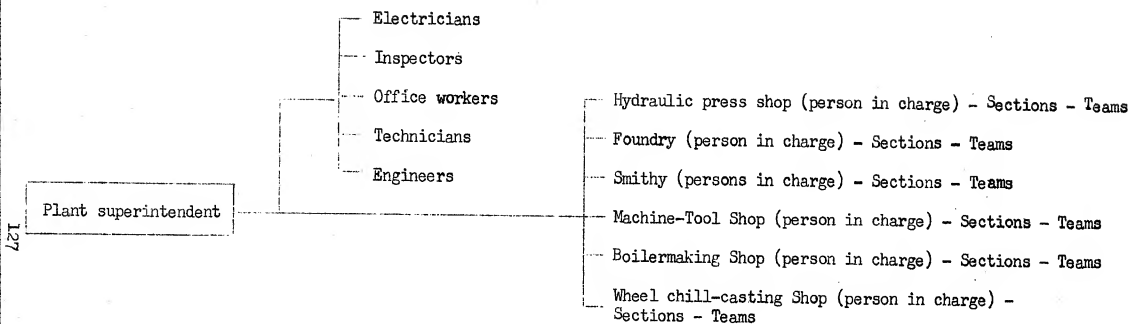 Electricians
Inspectors
Office workers
Technicians
Engineers
Plant superintendent
Hydraulic press shop (person in charge) - Sections - Teams
Foundry (person in charge) - Sections - Teams
Smithy (persons in charge) - Sections - Teams
Machine-Tool Shop (person in charge) - Sections - Teams
Boilermaking Shop (person in charge) - Sections - Teams
Wheel chill-casting Shop (person in charge) -
Sections - Teams
127